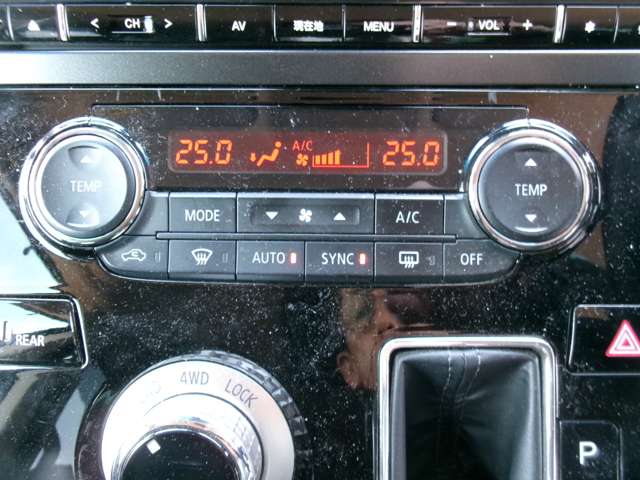 CH AV 現在地 MENU − VOL +
25.0 A/C 25.0
TEMP MODE A/C TEMP
AUTO SYNC OFF
REAR
4WD LOCK
P